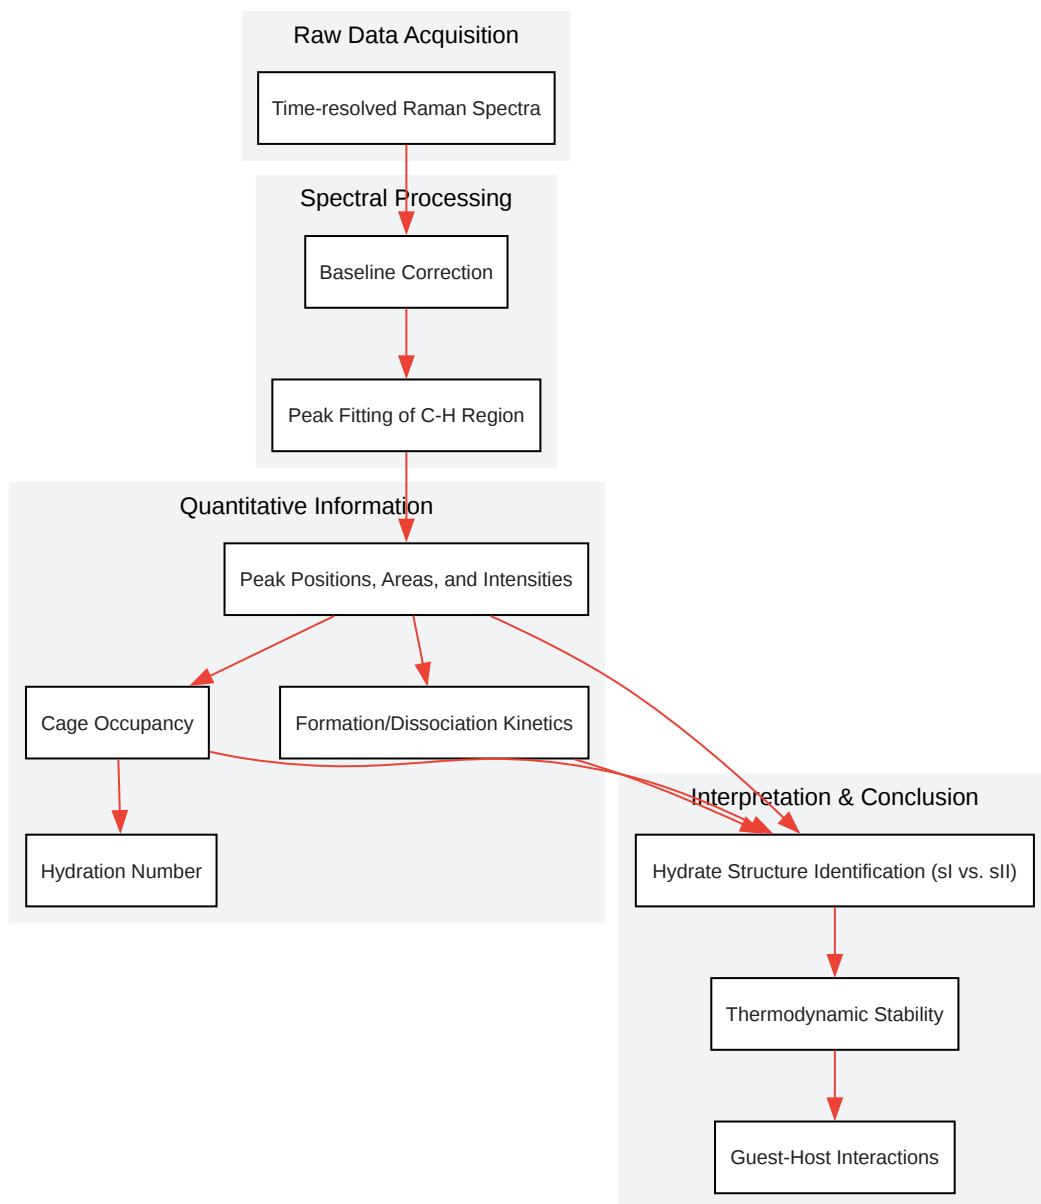 Raw Data Acquisition
Time-resolved Raman Spectra
Spectral Processing
Baseline Correction
Peak Fitting of C-H Region
Quantitative Information
Peak Positions, Areas, and Intensities
Cage Occupancy
Formation/Dissociation Kinetics
Hydration Number
Interpretation & Conclusion
Hydrate Structure Identification (sI vs. sII)
Thermodynamic Stability
Guest-Host Interactions